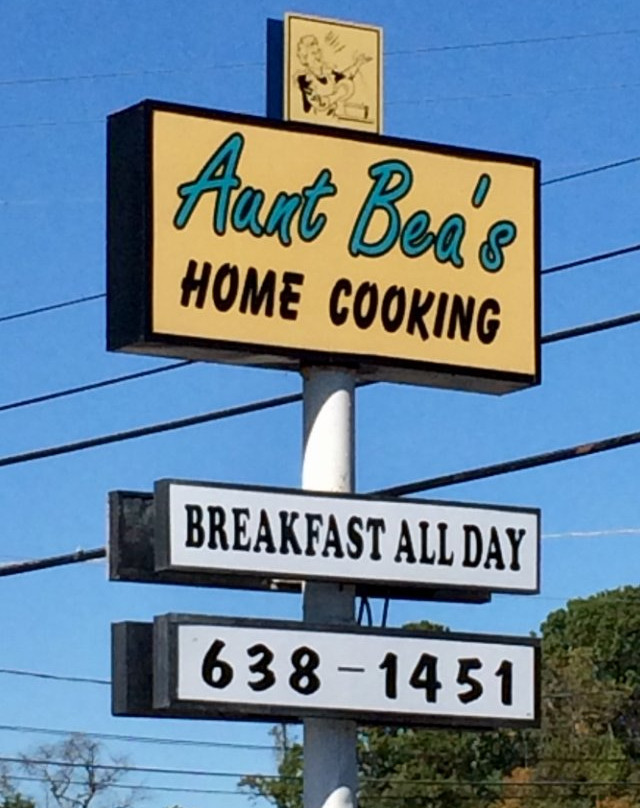 Aunt Bea's
HOME COOKING
BREAKFAST ALL DAY
638-1451